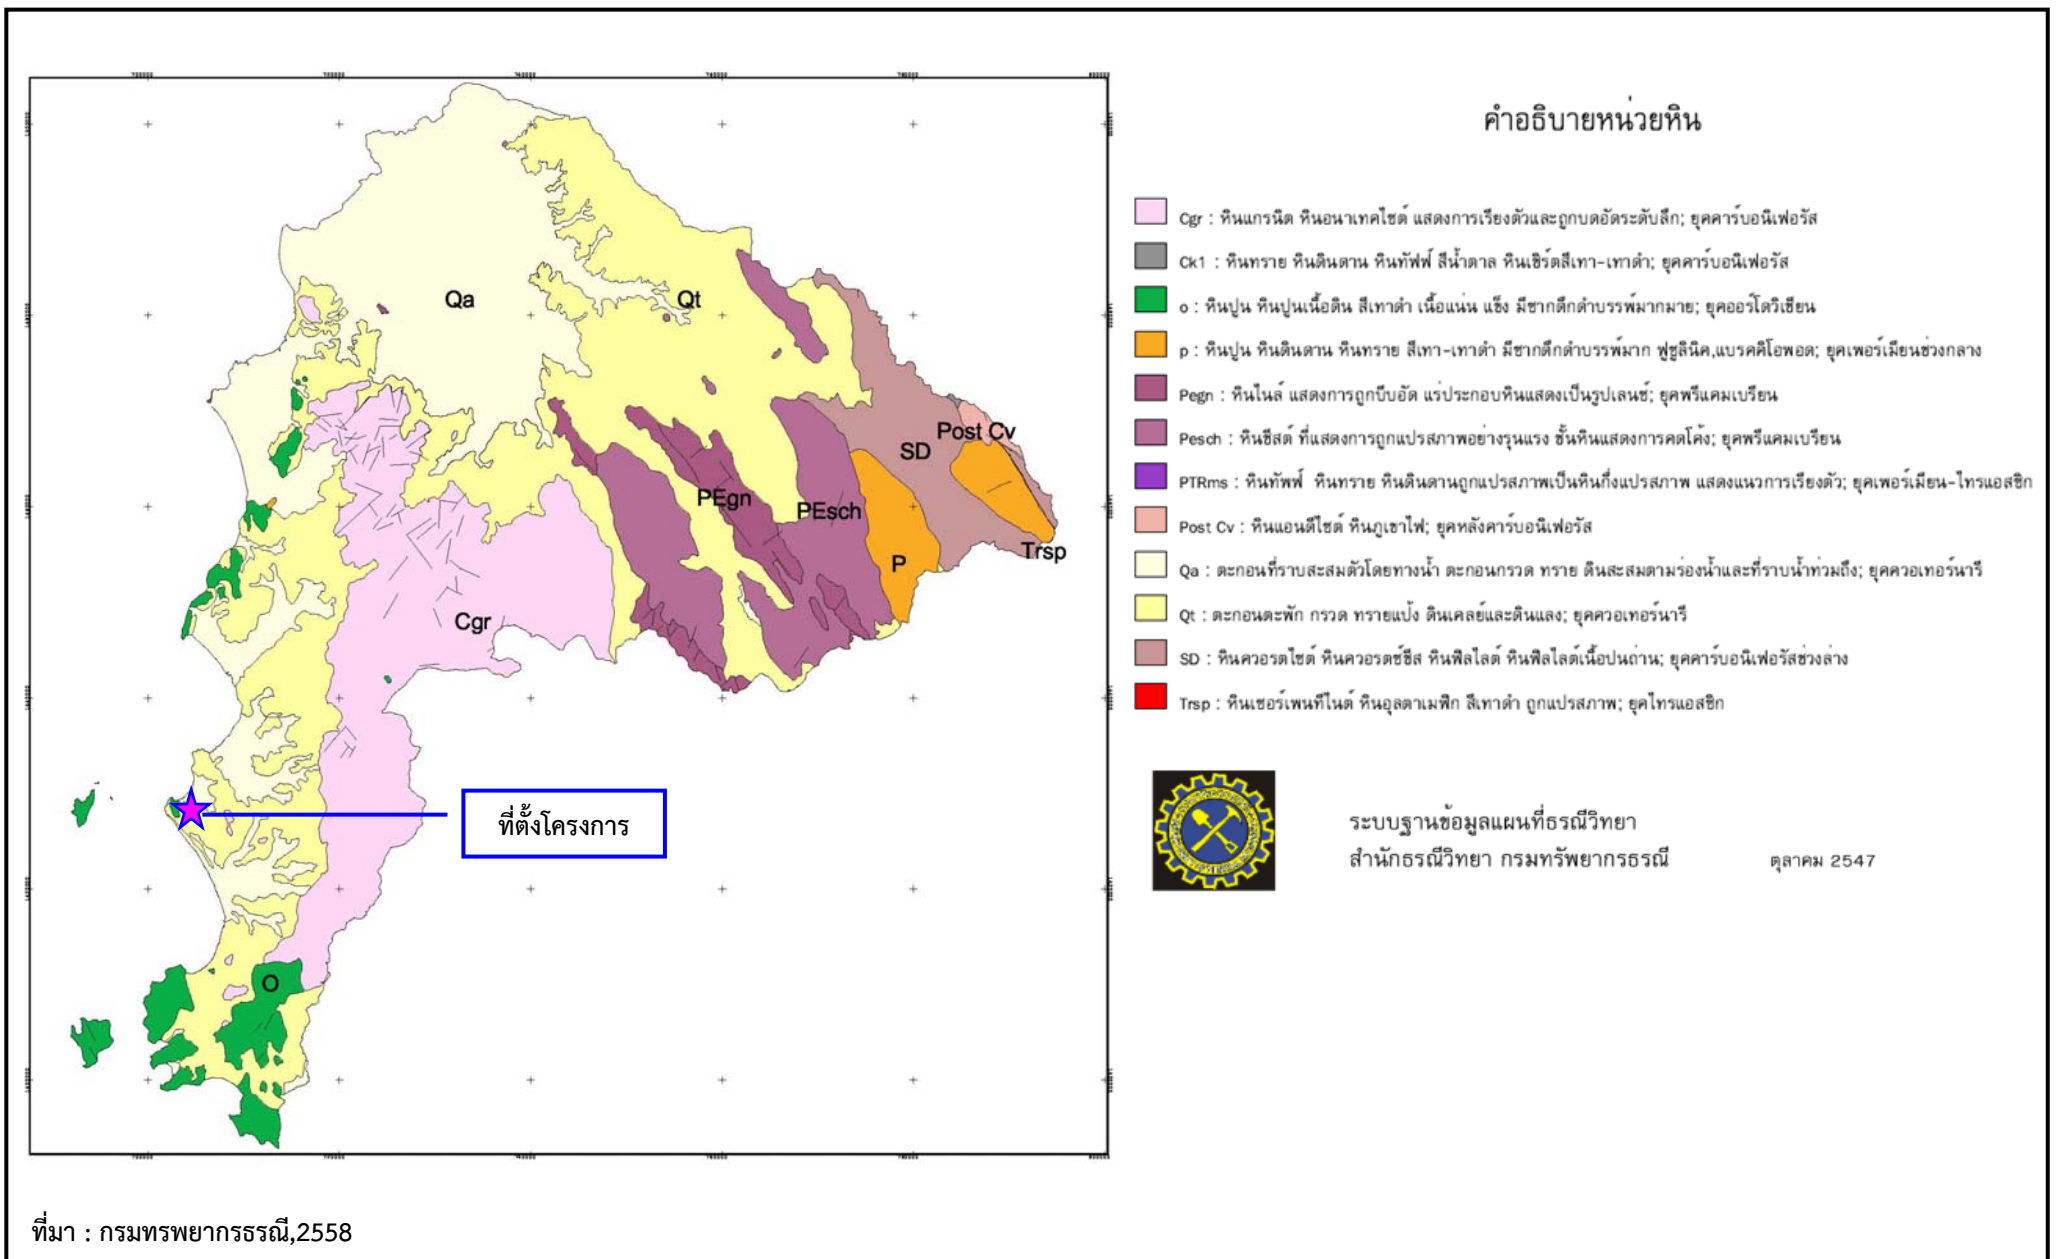 คำอธิบายหน่วยหิน
Cgr : หินแกรนิต หินอนาเทคไซต์ แสดงการเรียงตัวและถูกบดอัดระดับลึก; ยุคคาร์บอนิเฟอรัส
Ck1 : หินทราย หินดินดาน หินทัฟฟ์ สีน้ำตาล หินเชิร์ตสีเทา-เทาดำ; ยุคคาร์บอนิเฟอรัส
o : หินปูน หินปูนเนื้อดิน สีเทาดำ เนื้อแน่น แข็ง มีซากดึกดำบรรพ์มากมาย; ยุคออร์โดวิเชียน
p : หินปูน หินดินดาน หินทราย สีเทา-เทาดำ มีซากดึกดำบรรพ์มาก ฟูซูลินิค,แบรคคิโอพอด; ยุคเพอร์เมียนช่วงกลาง
Pegn : หินไนส์ แสดงการถูกบีบอัด แร่ประกอบหินแสดงเป็นรูปเลนซ์; ยุคพรีแคมเบรียน
Pesch : หินชีสต์ ที่แสดงการถูกแปรสภาพอย่างรุนแรง ชั้นหินแสดงการคดโค้ง; ยุคพรีแคมเบรียน
PTRms : หินทัพพ์ หินทราย หินดินดานถูกแปรสภาพเป็นหินกึ่งแปรสภาพ แสดงแนวการเรียงตัว; ยุคเพอร์เมียน-ไทรแอสซิก
Post Cv : หินแอนดีไซต์ หินภูเขาไฟ; ยุคหลังคาร์บอนิเฟอรัส
Qa : ตะกอนที่ราบสะสมตัวโดยทางน้ำ ตะกอนกรวด ทราย ดินสะสมตามร่องน้ำและที่ราบน้ำท่วมถึง; ยุคควอเทอร์นารี
Qt : ตะกอนตะพัก กรวด ทรายแป้ง ดินเคลย์และดินแลง; ยุคควอเทอร์นารี
SD : หินควอรตไซต์ หินควอรตซ์ชีส หินฟิลไลต์ หินฟิลไลต์เนื้อปนถ่าน; ยุคคาร์บอนิเฟอรัสช่วงล่าง
Trsp : หินเซอร์เพนทีไนต์ หินอุลตาเมฟิก สีเทาดำ ถูกแปรสภาพ; ยุคไทรแอสซิก
Qa
Qt
Post Cv
SD
PEgn
PEsch
Trsp
P
Cgr
O
ที่ตั้งโครงการ
ระบบฐานข้อมูลแผนที่ธรณีวิทยา
สำนักธรณีวิทยา กรมทรัพยากรธรณี ตุลาคม 2547
ที่มา : กรมทรพยากรธรณี,2558